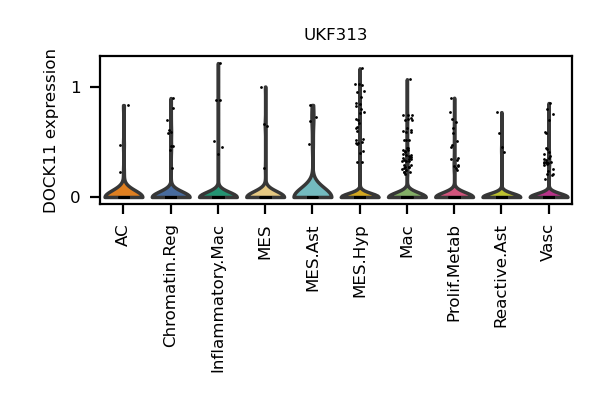 UKF313
DOCK11 expression
1
0
AC
Chromatin.Reg
Inflammatory.Mac
MES
MES.Ast
MES.Hyp
Mac
Prolif.Metab
Reactive.Ast
Vasc